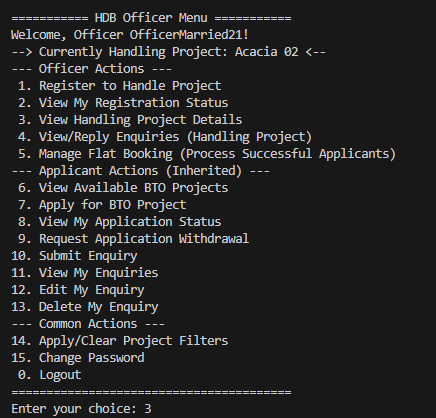 =========== HDB Officer Menu ===========
Welcome, Officer OfficerMarried21!
--> Currently Handling Project: Acacia 02 <--
--- Officer Actions ---
 1. Register to Handle Project
 2. View My Registration Status
 3. View Handling Project Details
 4. View/Reply Enquiries (Handling Project)
 5. Manage Flat Booking (Process Successful Applicants)
--- Applicant Actions (Inherited) ---
 6. View Available BTO Projects
 7. Apply for BTO Project
 8. View My Application Status
 9. Request Application Withdrawal
10. Submit Enquiry
11. View My Enquiries
12. Edit My Enquiry
13. Delete My Enquiry
--- Common Actions ---
14. Apply/Clear Project Filters
15. Change Password
 0. Logout
========================================
Enter your choice: 3